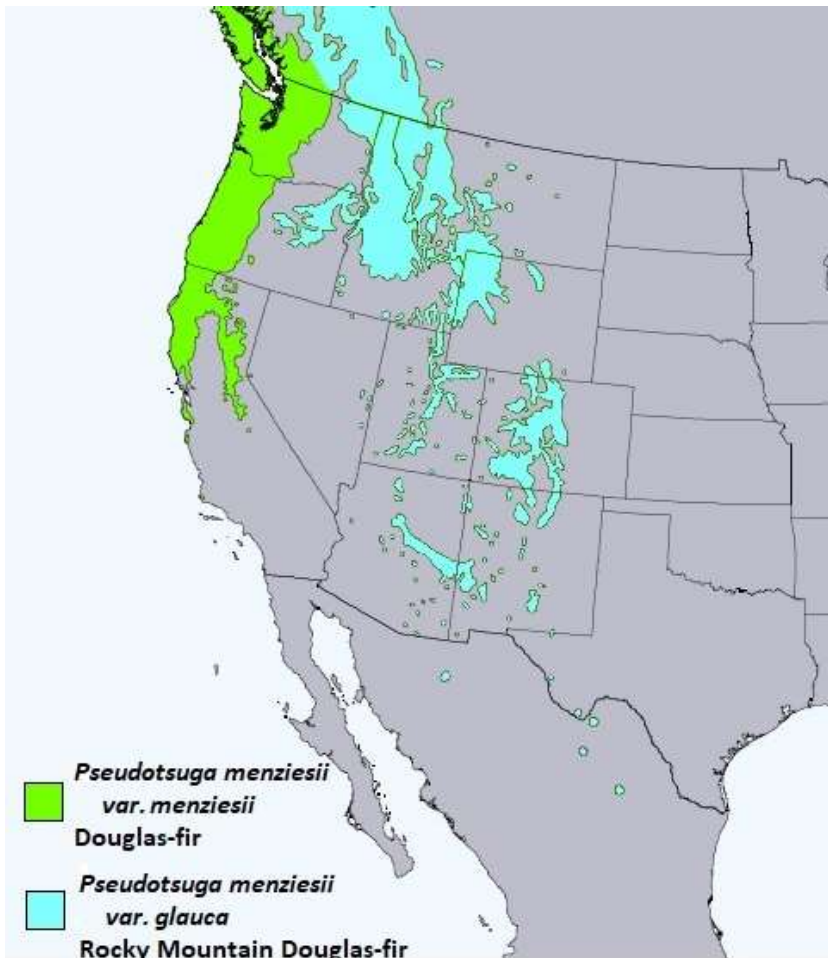 Pseudotsuga menziesii
var. menziesii
Douglas-fir
Pseudotsuga menziesii
var. glauca
Rocky Mountain Douglas-fir